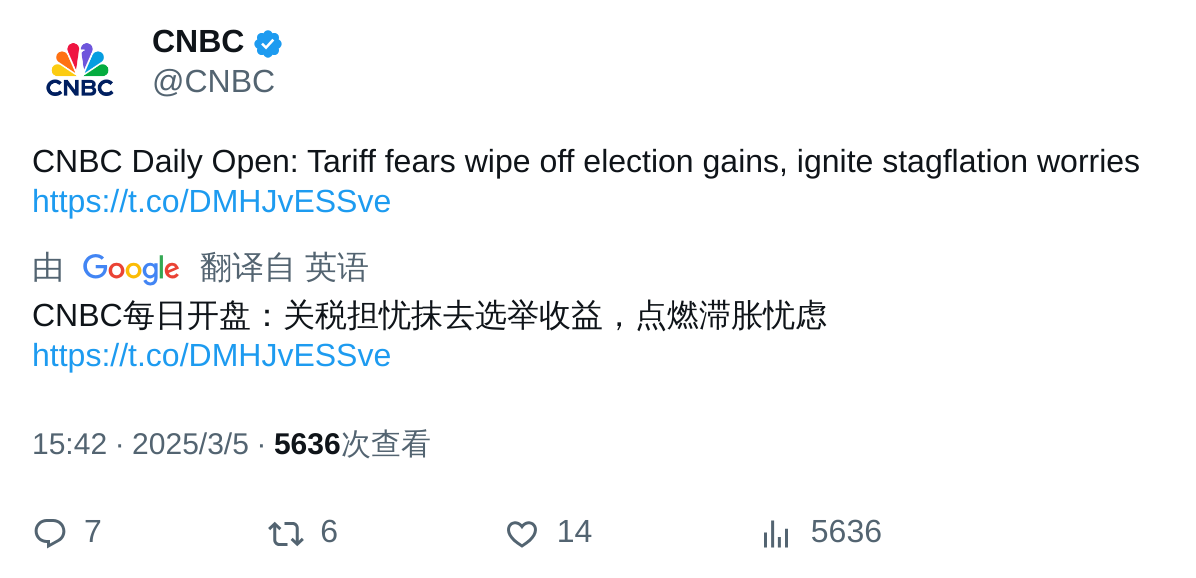 CNBC
CNBC
@CNBC
CNBC Daily Open: Tariff fears wipe off election gains, ignite stagflation worries
https://t.co/DMHJvESSve
由 Google 翻译自 英语
CNBC每日开盘：关税担忧抹去选举收益，点燃滞胀忧虑
https://t.co/DMHJvESSve
15:42 · 2025/3/5 · 5636次查看
7 6 14 5636